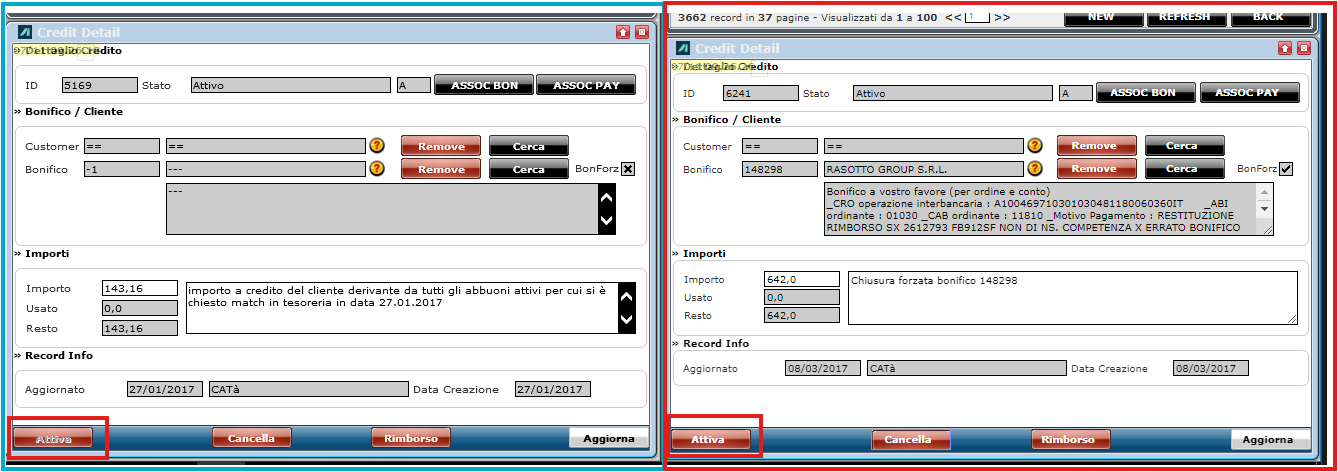 Credit Detail
» Dettaglio Credito
ID 5169 Stato Attivo A ASSOC BON ASSOC PAY
» Bonifico / Cliente
Customer == == ? Remove Cerca
Bonifico -1 --- ? Remove Cerca BonForz
---
» Importi
Importo 143,16
Usato 0,0
Resto 143,16
importo a credito del cliente derivante da tutti gli abbuoni attivi per cui si è
chiesto match in tesoreria in data 27.01.2017
» Record Info
Aggiornato 27/01/2017 CATà Data Creazione 27/01/2017
Attiva Cancella Rimborso Aggiorna
3662 record in 37 pagine - Visualizzati da 1 a 100 << 1 >> NEW REFRESH BACK
Credit Detail
» Dettaglio Credito
ID 6241 Stato Attivo A ASSOC BON ASSOC PAY
» Bonifico / Cliente
Customer == == ? Remove Cerca
Bonifico 148298 RASOTTO GROUP S.R.L. ? Remove Cerca BonForz
Bonifico a vostro favore (per ordine e conto)
_CRO operazione interbancaria : A100469710301030481180060360IT _ABI
ordinante : 01030 _CAB ordinante : 11810 _Motivo Pagamento : RESTITUZIONE
RIMBORSO SX 2612793 FB912SF NON DI NS. COMPETENZA X ERRATO BONIFICO
» Importi
Importo 642,0
Usato 0,0
Resto 642,0
Chiusura forzata bonifico 148298
» Record Info
Aggiornato 08/03/2017 CATà Data Creazione 08/03/2017
Attiva Cancella Rimborso Aggiorna